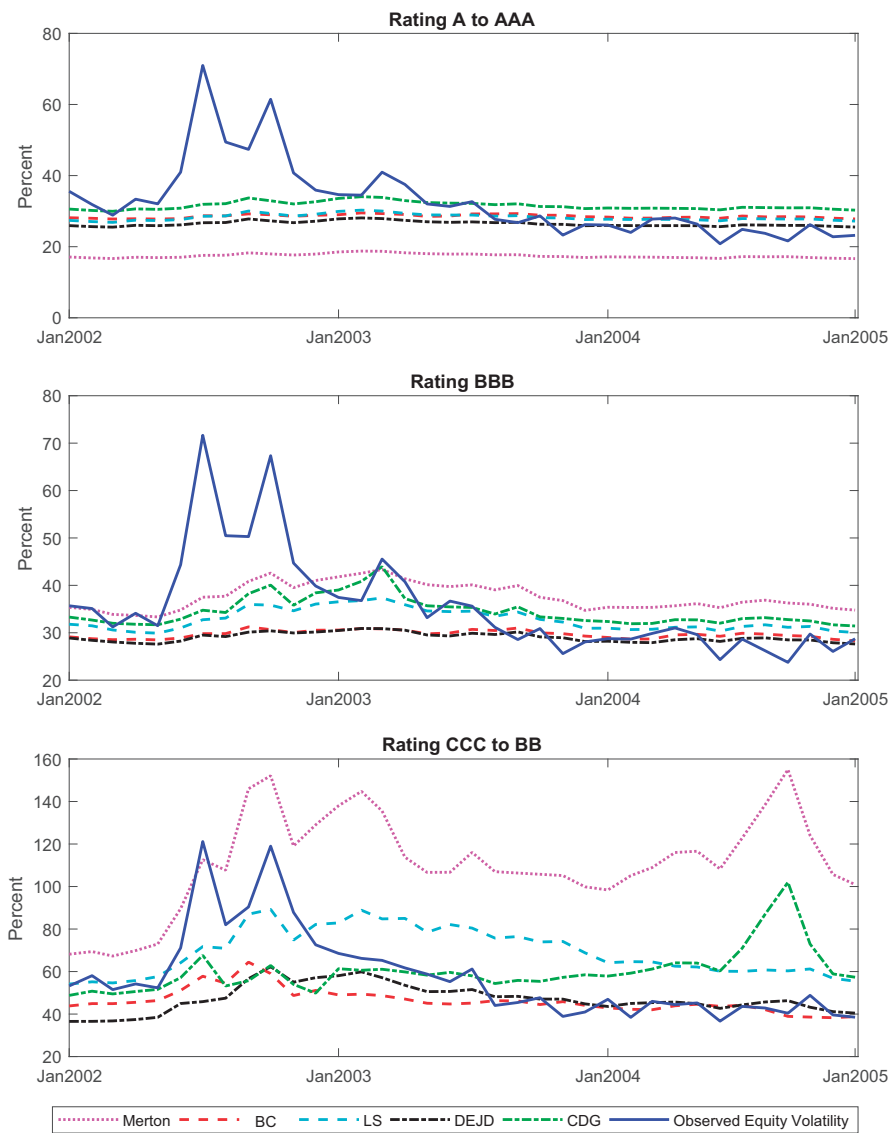 Rating A to AAA
80
60
40
20
0
Percent
Jan2002 Jan2003 Jan2004 Jan2005
Rating BBB
80
70
60
50
40
30
20
Percent
Jan2002 Jan2003 Jan2004 Jan2005
Rating CCC to BB
160
140
120
100
80
60
40
20
Percent
Jan2002 Jan2003 Jan2004 Jan2005
Merton BC LS DEJD CDG Observed Equity Volatility